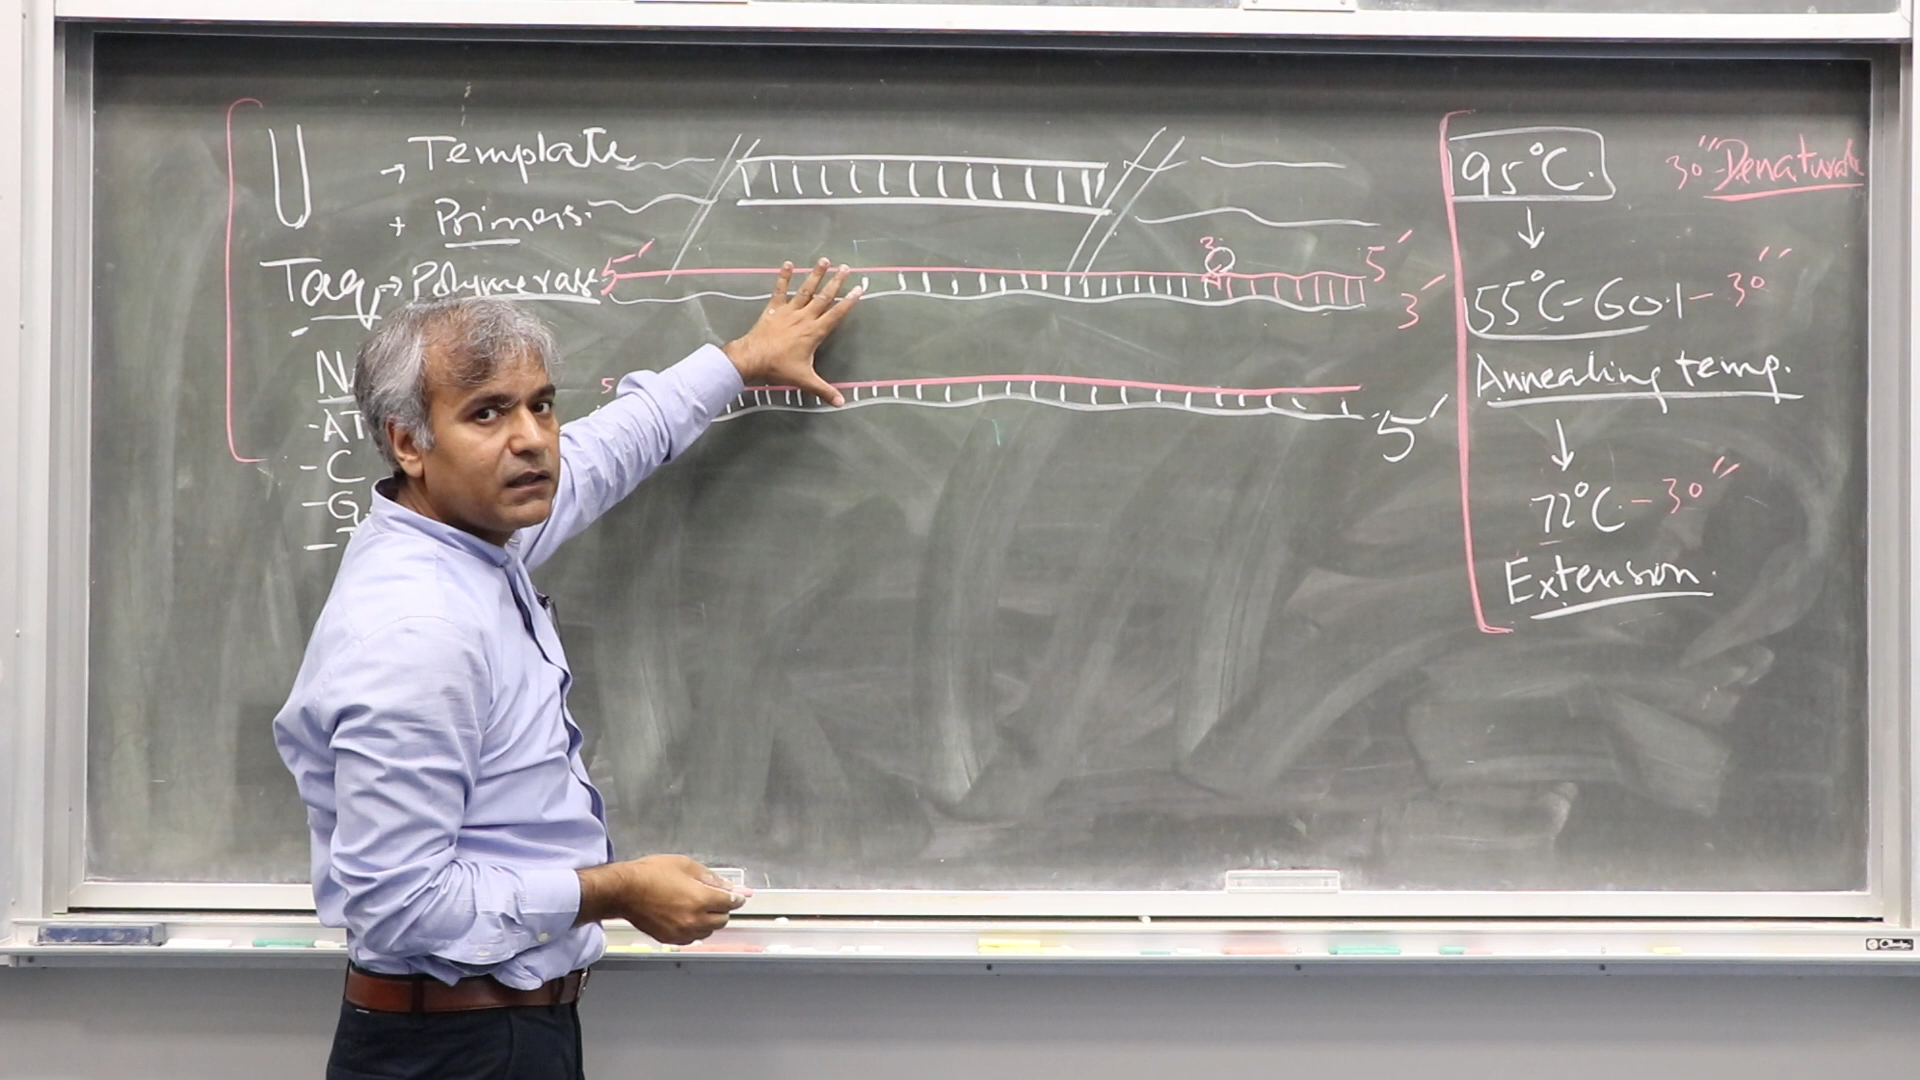 → Template
+ Primers.
Taq → Polymerase
N
- AT
- C
- G
5′
3
5′
3′
5
5′
95°C.
30″ Denature
↓
55°C - 60 - 30″
Annealing temp.
↓
72°C - 30″
Extension.